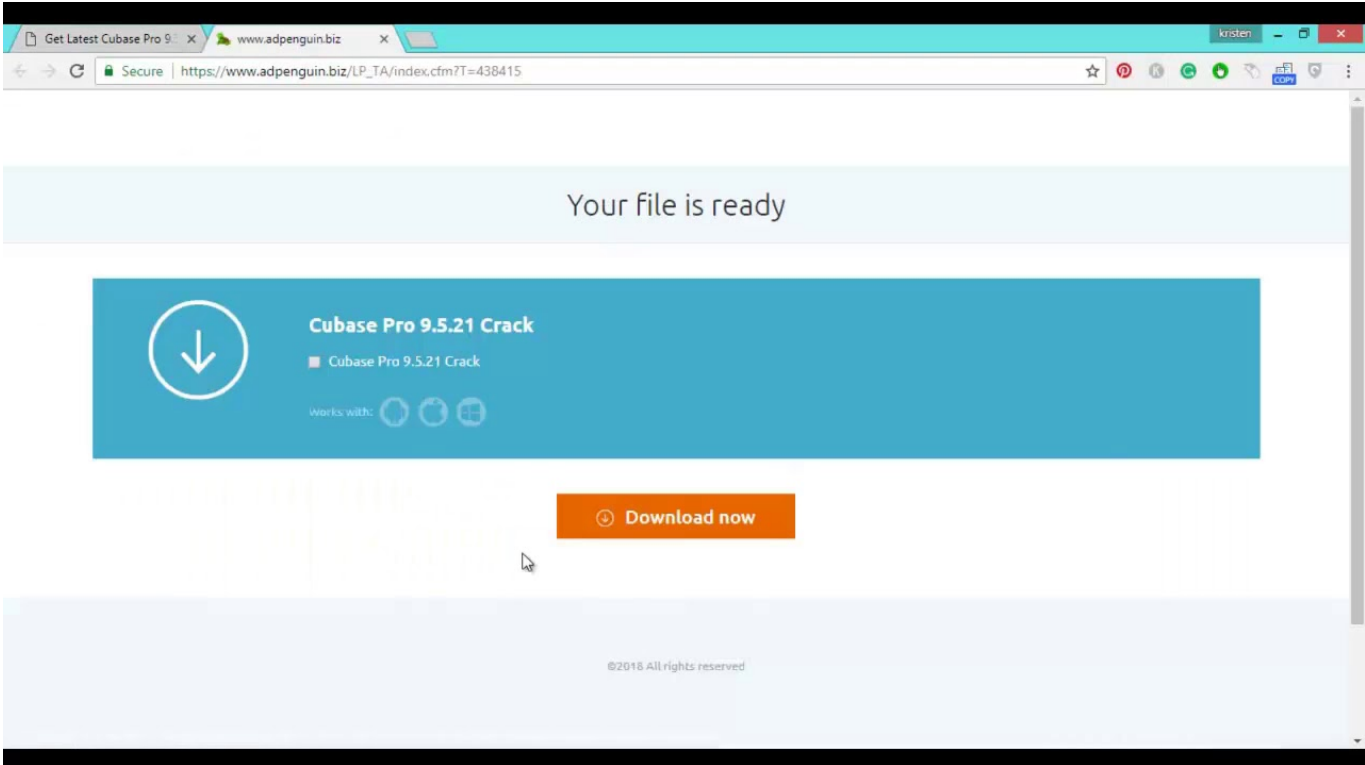 Get Latest Cubase Pro 9.
www.adpenguin.biz
kristen
Secure
https://www.adpenguin.biz/LP_TA/index.cfm?T=438415
COPY
Your file is ready
Cubase Pro 9.5.21 Crack
Cubase Pro 9.5.21 Crack
works with:
Download now
©2018 All rights reserved